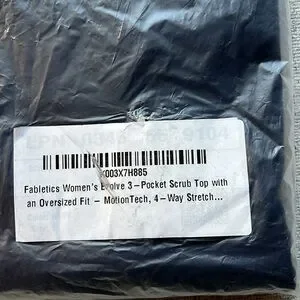 X003X7H885
Fabletics Women's Evolve 3-Pocket Scrub Top with
an Oversized Fit - MotionTech, 4-Way Stretch...